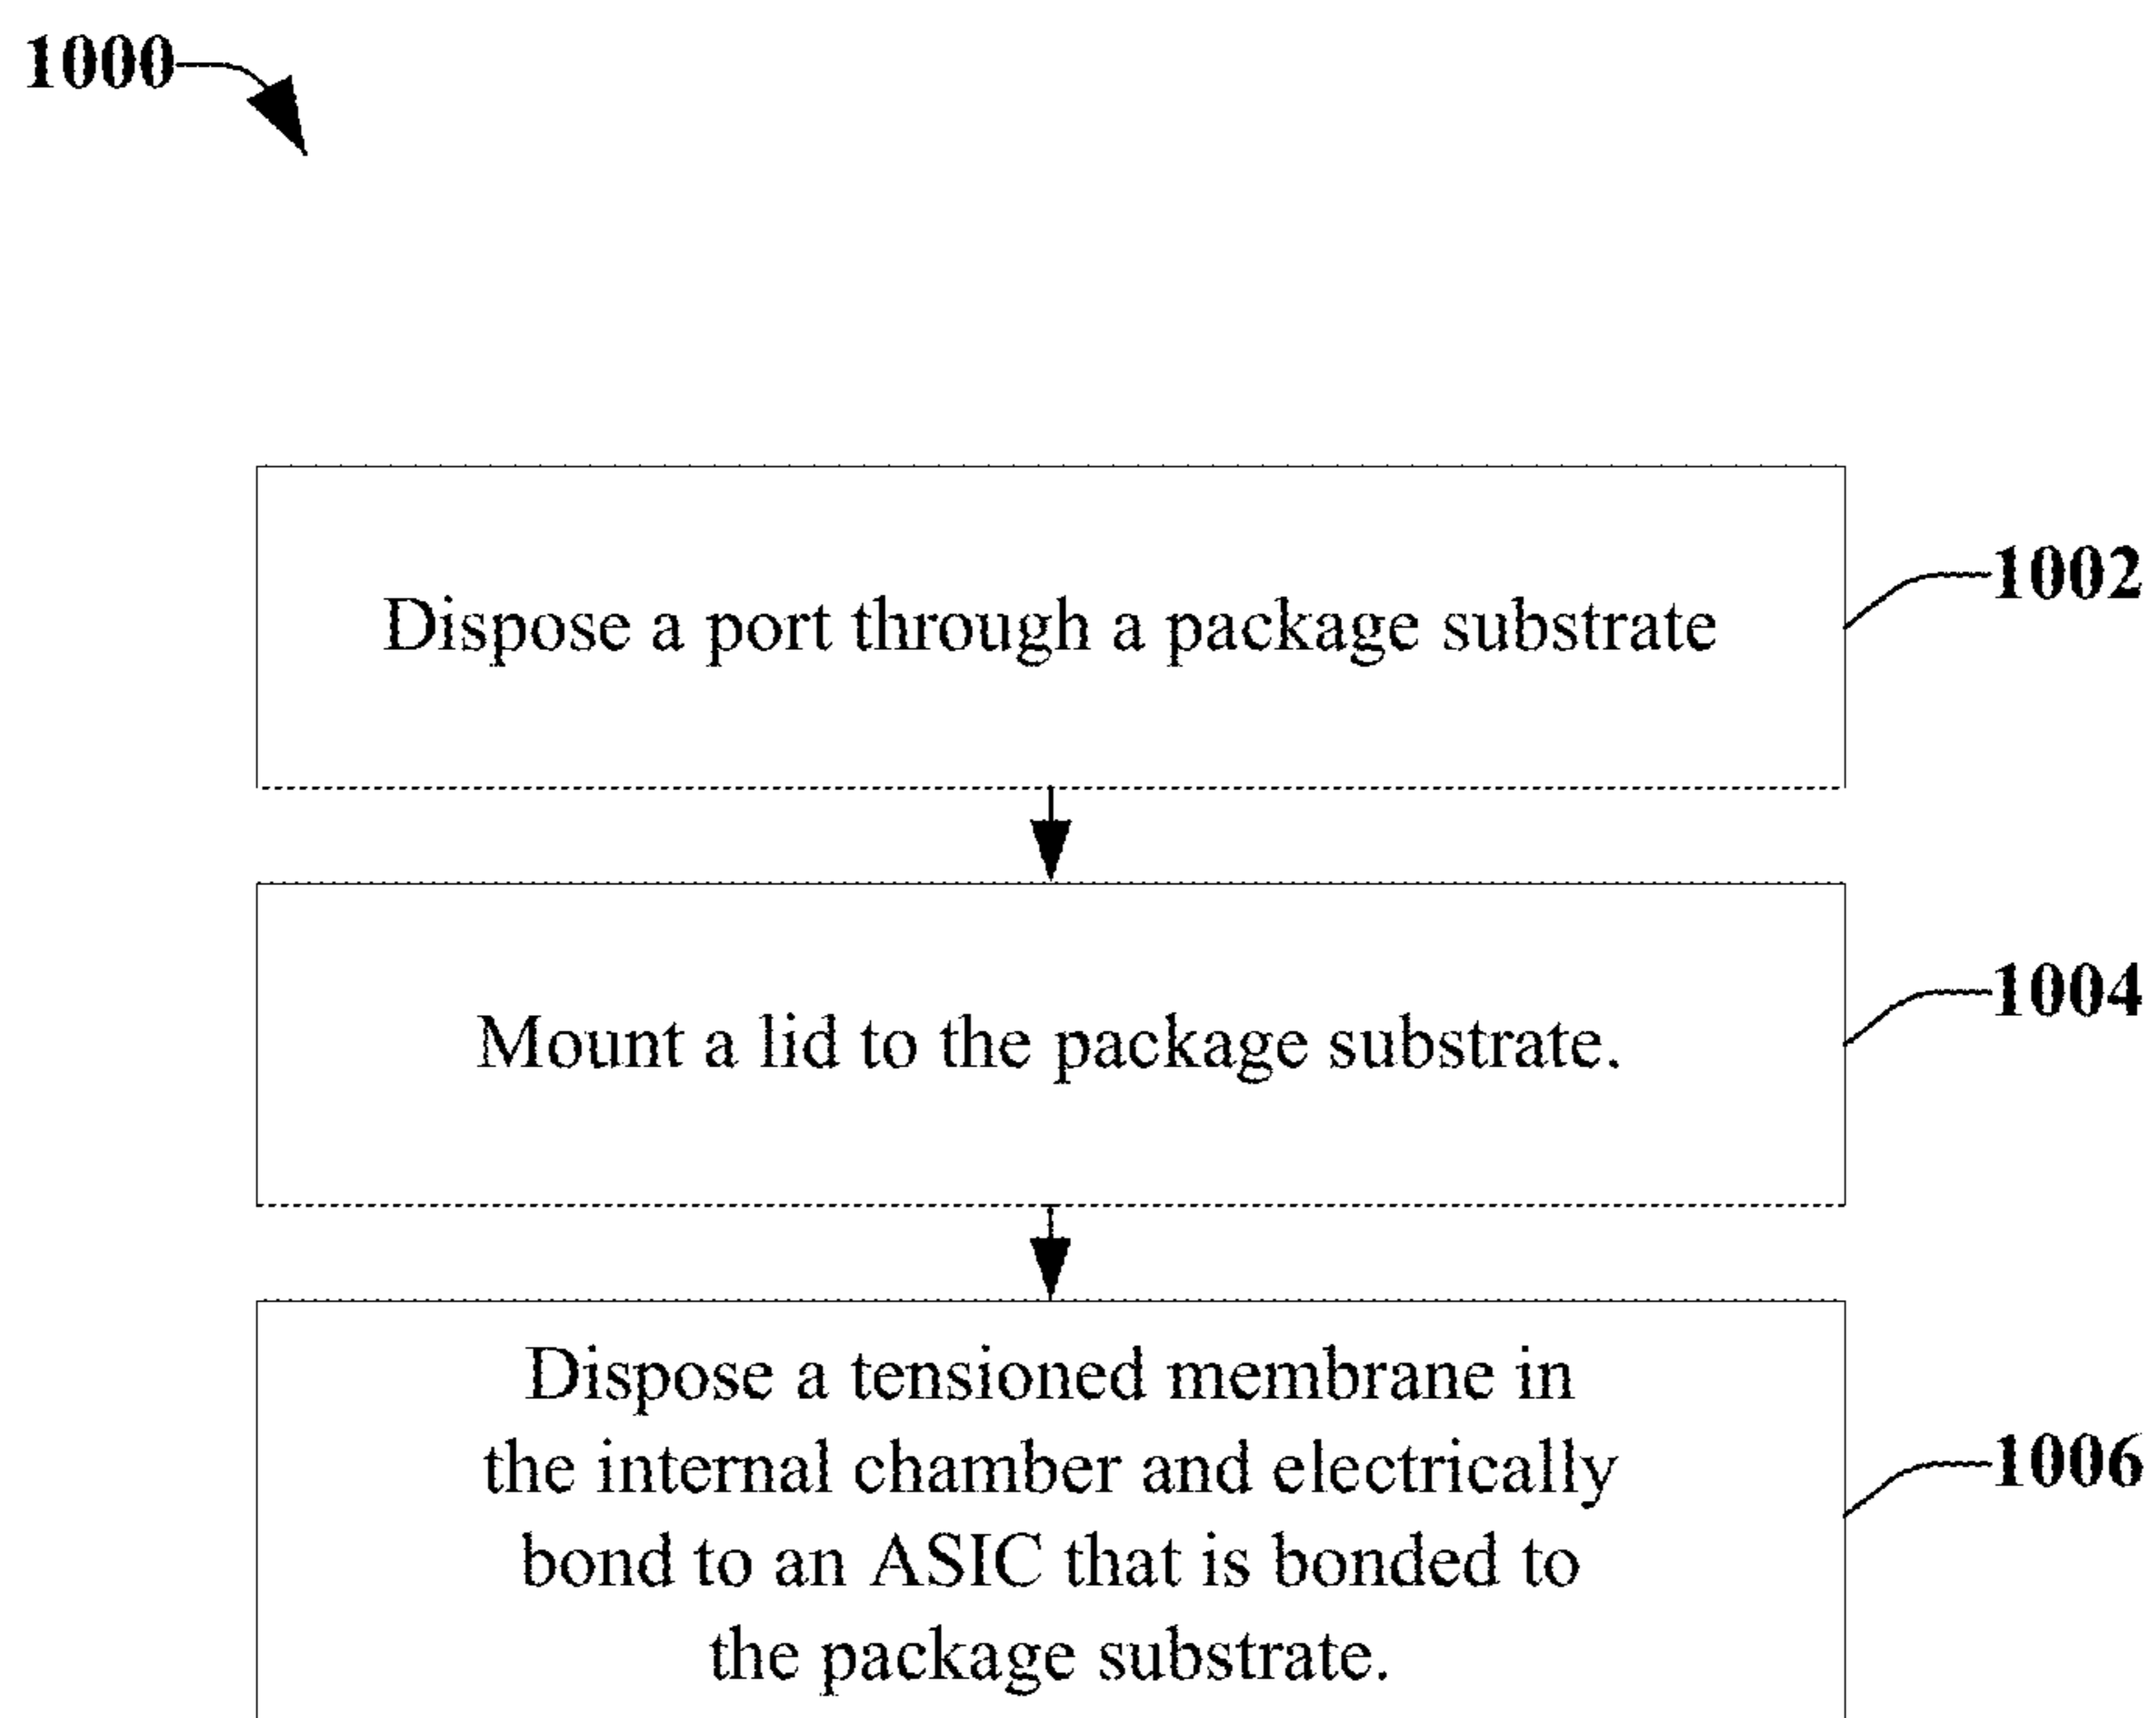 1000
Dispose a port through a package substrate
1002
Mount a lid to the package substrate.
1004
Dispose a tensioned membrane in
the internal chamber and electrically
bond to an ASIC that is bonded to
the package substrate.
1006